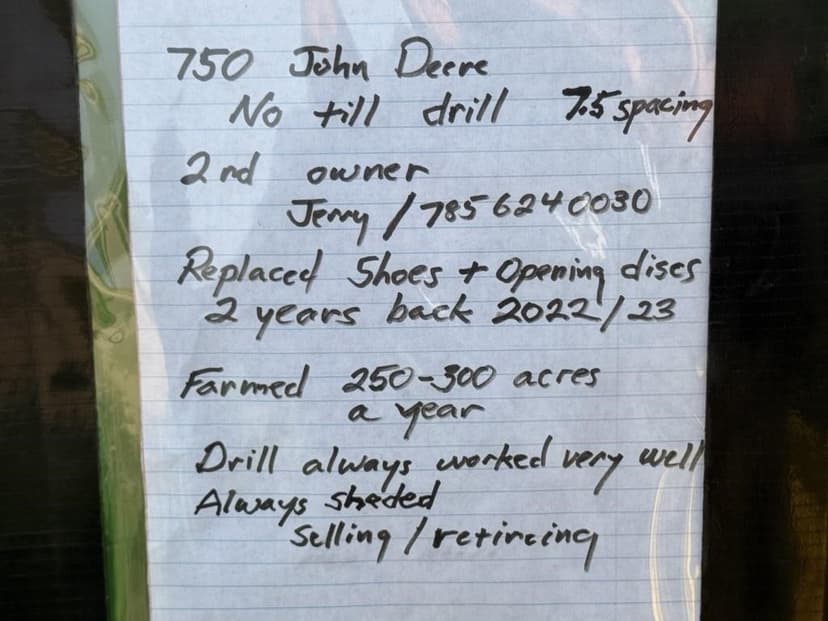 750 John Deere
No till drill 7.5 spacing
2nd owner
Jerry / 785 624 0030
Replaced Shoes + Opening discs
2 years back 2022/23
Farmed 250-300 acres
a year
Drill always worked very well
Always sheded
Selling / retireing